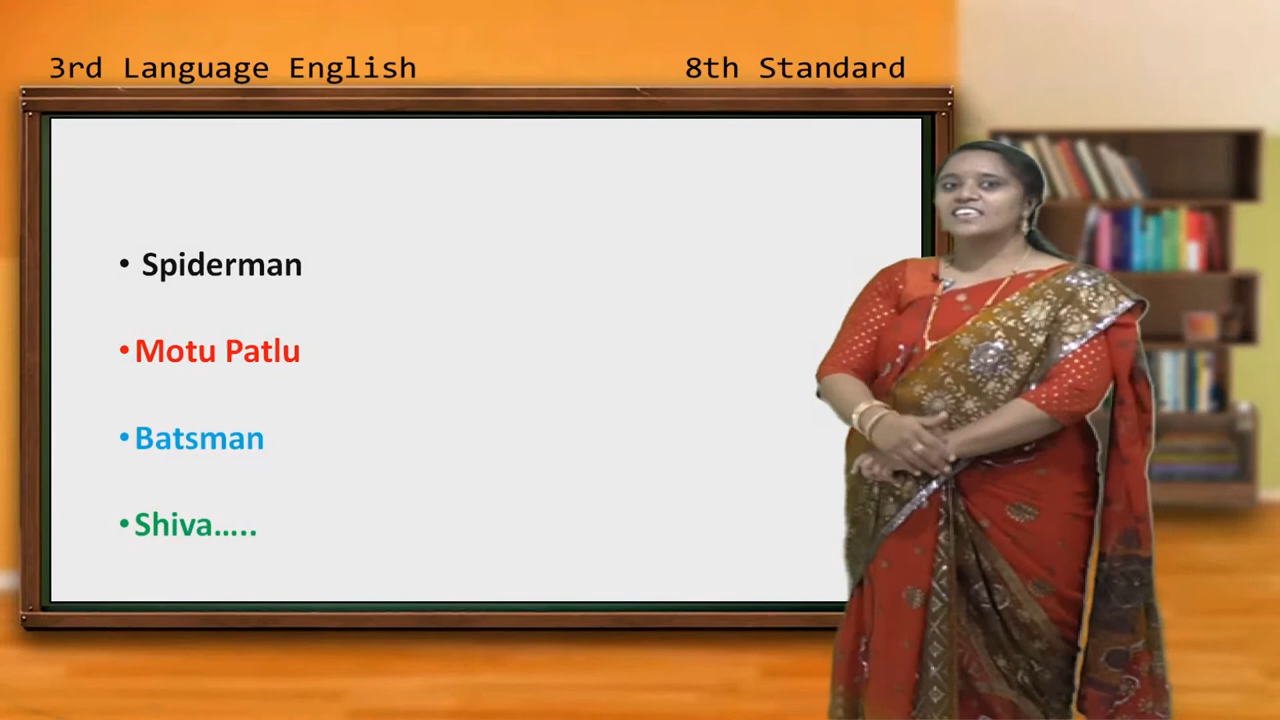 3rd Language English 8th Standard
• Spiderman
• Motu Patlu
• Batsman
• Shiva…..